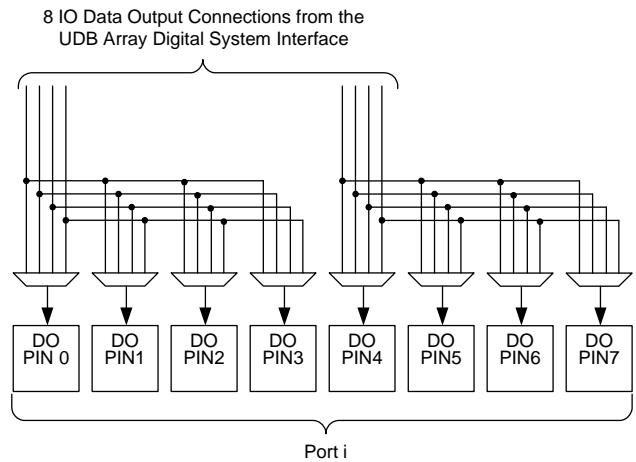 8 IO Data Output Connections from the
UDB Array Digital System Interface
DO
PIN 0
DO
PIN1
DO
PIN2
DO
PIN3
DO
PIN4
DO
PIN5
DO
PIN6
DO
PIN7
Port i